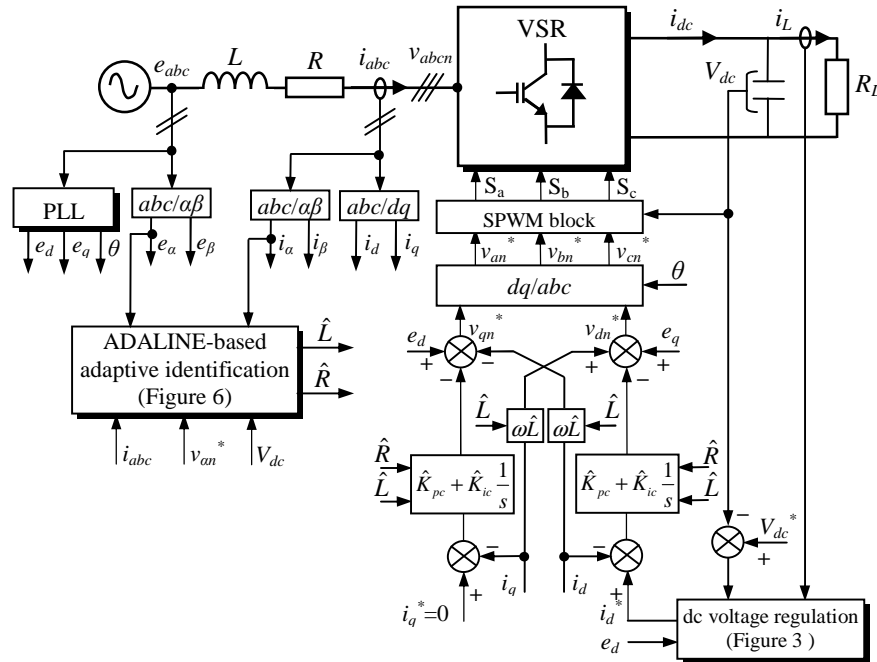 VSR
i_dc
i_L
e_abc
L
R
i_abc
v_abcn
V_dc
R_L
S_a
S_b
S_c
PLL
abc/αβ
abc/αβ
abc/dq
SPWM block
e_d
e_q
θ
e_α
e_β
i_α
i_β
i_d
i_q
v_an*
v_bn*
v_cn*
dq/abc
θ
ADALINE-based
adaptive identification
(Figure 6)
L̂
R̂
i_abc
v_αn*
V_dc
v_qn*
v_dn*
e_d
+
−
−
+
−
+
e_q
L̂
ωL̂
ωL̂
L̂
R̂
L̂
K̂_pc + K̂_ic 1/s
K̂_pc + K̂_ic 1/s
R̂
L̂
−
+
−
+
−
+
V_dc*
i_q
i_d
i_q*=0
i_d*
e_d
dc voltage regulation
(Figure 3 )